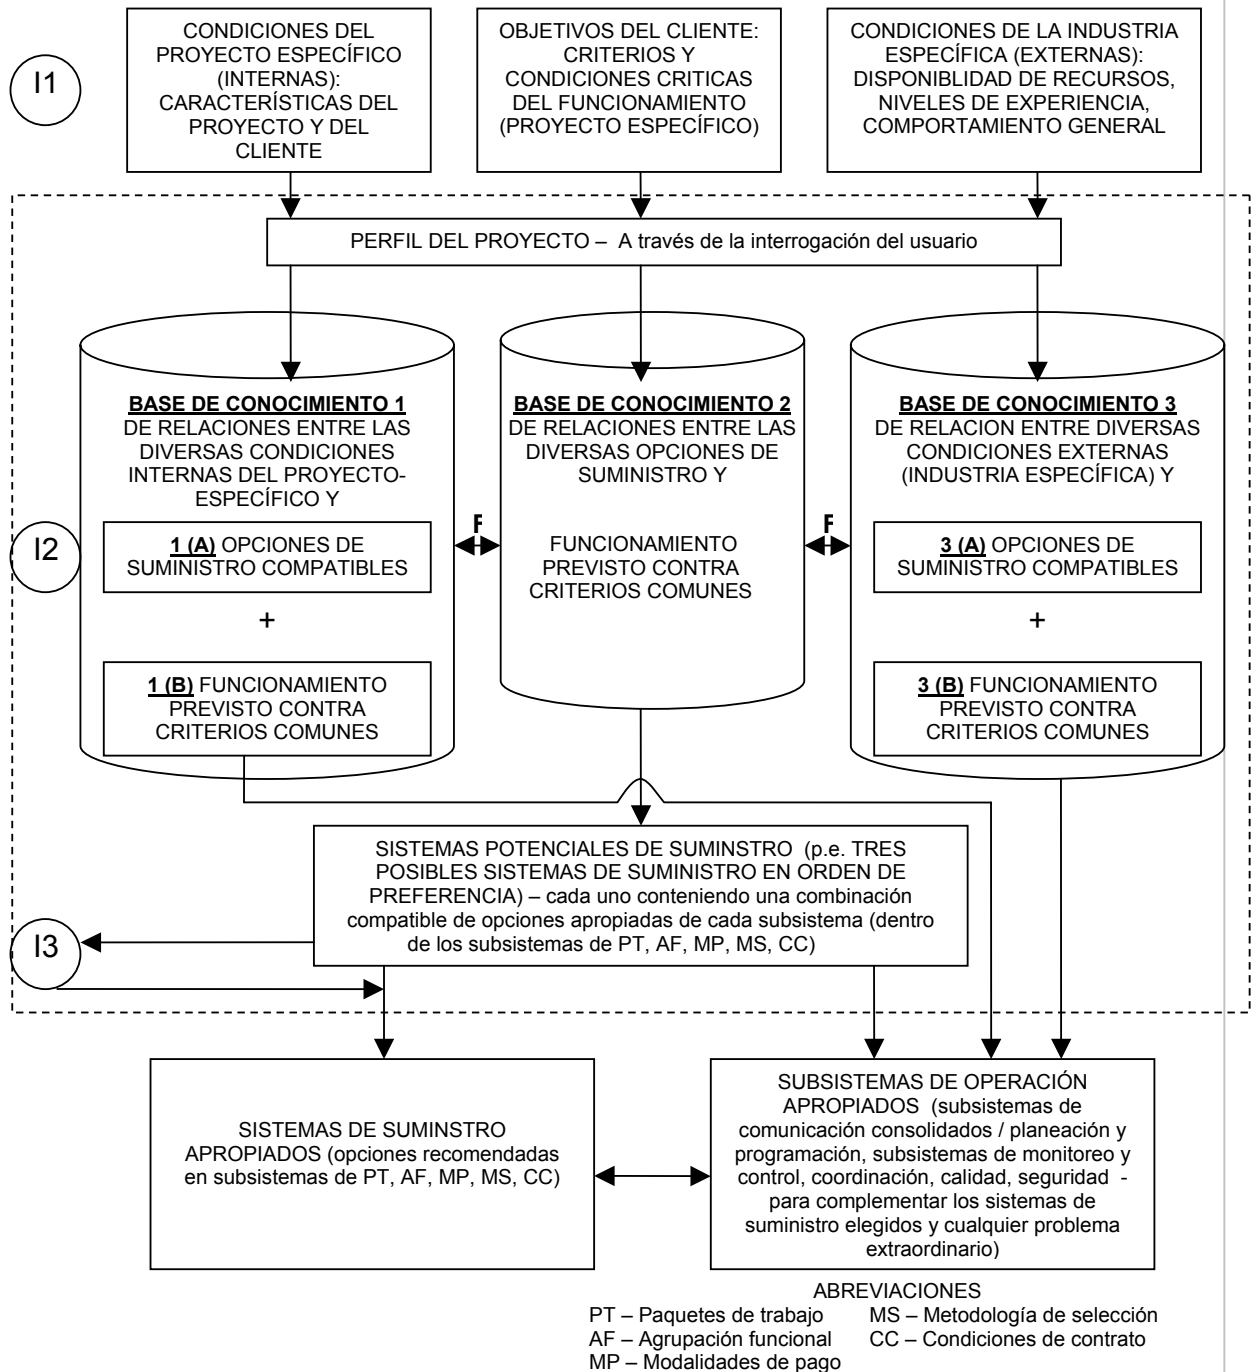 I1
CONDICIONES DEL
PROYECTO ESPECÍFICO
(INTERNAS):
CARACTERÍSTICAS DEL
PROYECTO Y DEL
CLIENTE
OBJETIVOS DEL CLIENTE:
CRITERIOS Y
CONDICIONES CRITICAS
DEL FUNCIONAMIENTO
(PROYECTO ESPECÍFICO)
CONDICIONES DE LA INDUSTRIA
ESPECÍFICA (EXTERNAS):
DISPONIBLIDAD DE RECURSOS,
NIVELES DE EXPERIENCIA,
COMPORTAMIENTO GENERAL
PERFIL DEL PROYECTO – A través de la interrogación del usuario
I2
BASE DE CONOCIMIENTO 1
DE RELACIONES ENTRE LAS
DIVERSAS CONDICIONES
INTERNAS DEL PROYECTO-
ESPECÍFICO Y
1 (A) OPCIONES DE
SUMINISTRO COMPATIBLES
+
1 (B) FUNCIONAMIENTO
PREVISTO CONTRA
CRITERIOS COMUNES
F
BASE DE CONOCIMIENTO 2
DE RELACIONES ENTRE LAS
DIVERSAS OPCIONES DE
SUMINISTRO Y
FUNCIONAMIENTO
PREVISTO CONTRA
CRITERIOS COMUNES
F
BASE DE CONOCIMIENTO 3
DE RELACION ENTRE DIVERSAS
CONDICIONES EXTERNAS
(INDUSTRIA ESPECÍFICA) Y
3 (A) OPCIONES DE
SUMINISTRO COMPATIBLES
+
3 (B) FUNCIONAMIENTO
PREVISTO CONTRA
CRITERIOS COMUNES
SISTEMAS POTENCIALES DE SUMINSTRO (p.e. TRES
POSIBLES SISTEMAS DE SUMINISTRO EN ORDEN DE
PREFERENCIA) – cada uno conteniendo una combinación
compatible de opciones apropiadas de cada subsistema (dentro
de los subsistemas de PT, AF, MP, MS, CC)
I3
SISTEMAS DE SUMINSTRO
APROPIADOS (opciones recomendadas
en subsistemas de PT, AF, MP, MS, CC)
SUBSISTEMAS DE OPERACIÓN
APROPIADOS (subsistemas de
comunicación consolidados / planeación y
programación, subsistemas de monitoreo y
control, coordinación, calidad, seguridad -
para complementar los sistemas de
suministro elegidos y cualquier problema
extraordinario)
ABREVIACIONES
PT – Paquetes de trabajo MS – Metodología de selección
AF – Agrupación funcional CC – Condiciones de contrato
MP – Modalidades de pago